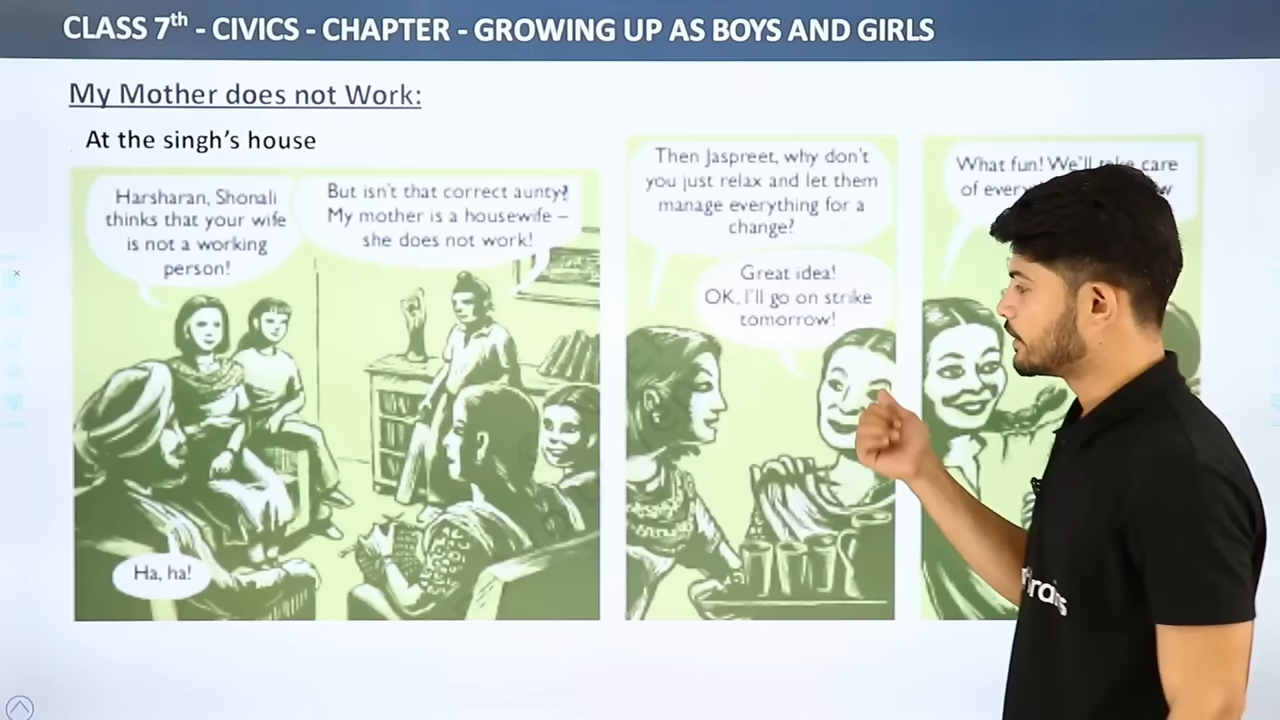 CLASS 7th - CIVICS - CHAPTER - GROWING UP AS BOYS AND GIRLS
My Mother does not Work:
At the singh's house
Harsharan, Shonali
thinks that your wife
is not a working
person!
But isn't that correct aunty?
My mother is a housewife –
she does not work!
Ha, ha!
Then Jaspreet, why don't
you just relax and let them
manage everything for a
change?
Great idea!
OK, I'll go on strike
tomorrow!
What fun! We'll take care
of